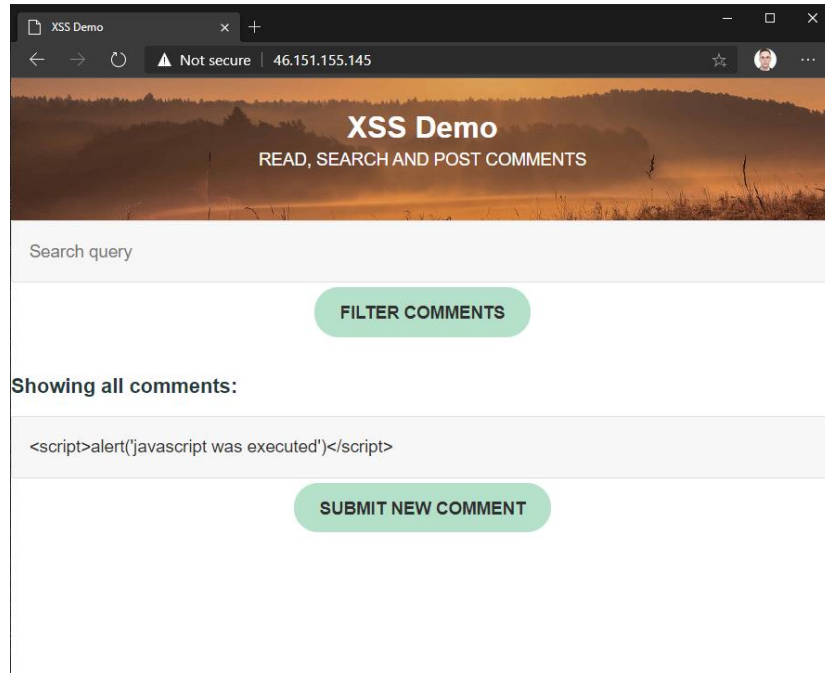 XSS Demo
Not secure | 46.151.155.145
XSS Demo
READ, SEARCH AND POST COMMENTS
Search query
FILTER COMMENTS
Showing all comments:
<script>alert('javascript was executed')</script>
SUBMIT NEW COMMENT